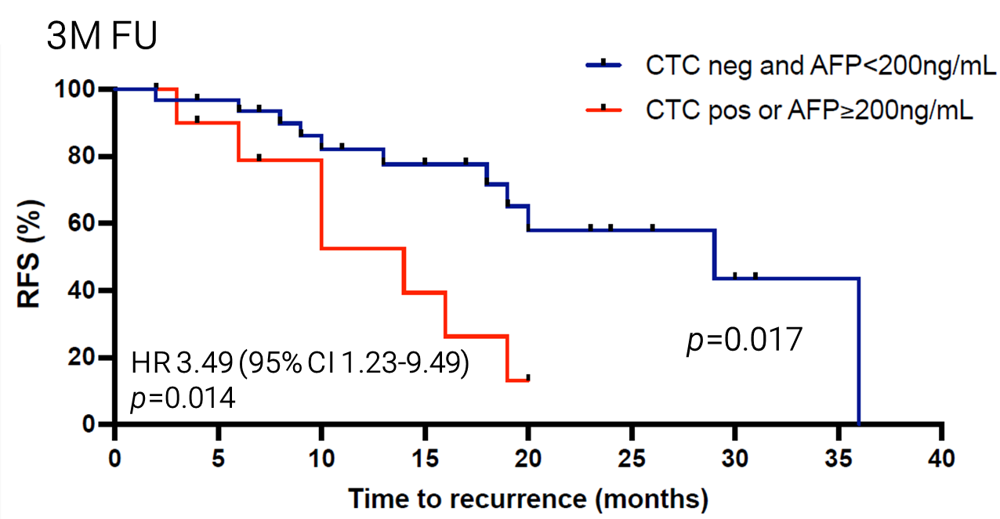 3M FU
CTC neg and AFP<200ng/mL
CTC pos or AFP≥200ng/mL
RFS (%)
100
80
60
40
20
0
HR 3.49 (95% CI 1.23-9.49)
p=0.014
p=0.017
0 5 10 15 20 25 30 35 40
Time to recurrence (months)